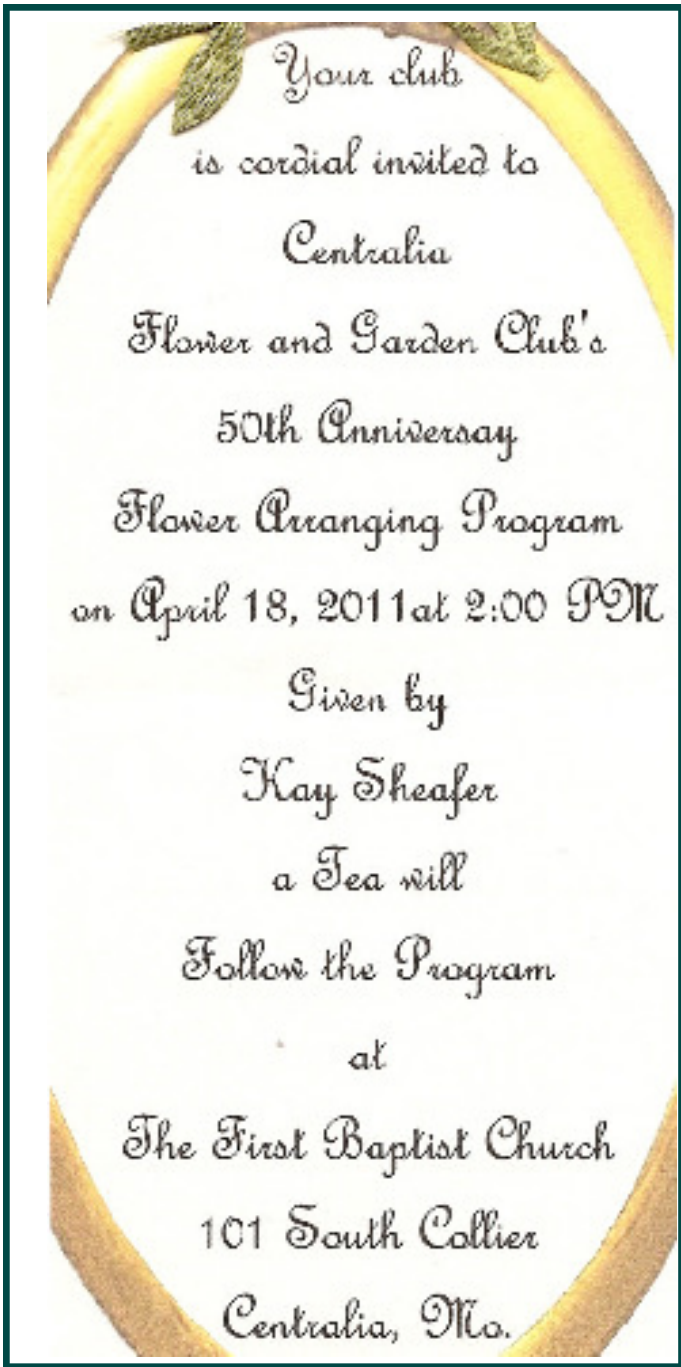 Your club
is cordial invited to
Centralia
Flower and Garden Club's
50th Anniversay
Flower Arranging Program
on April 18, 2011at 2:00 PM
Given by
Kay Sheafer
a Tea will
Follow the Program
at
The First Baptist Church
101 South Collier
Centralia, Mo.